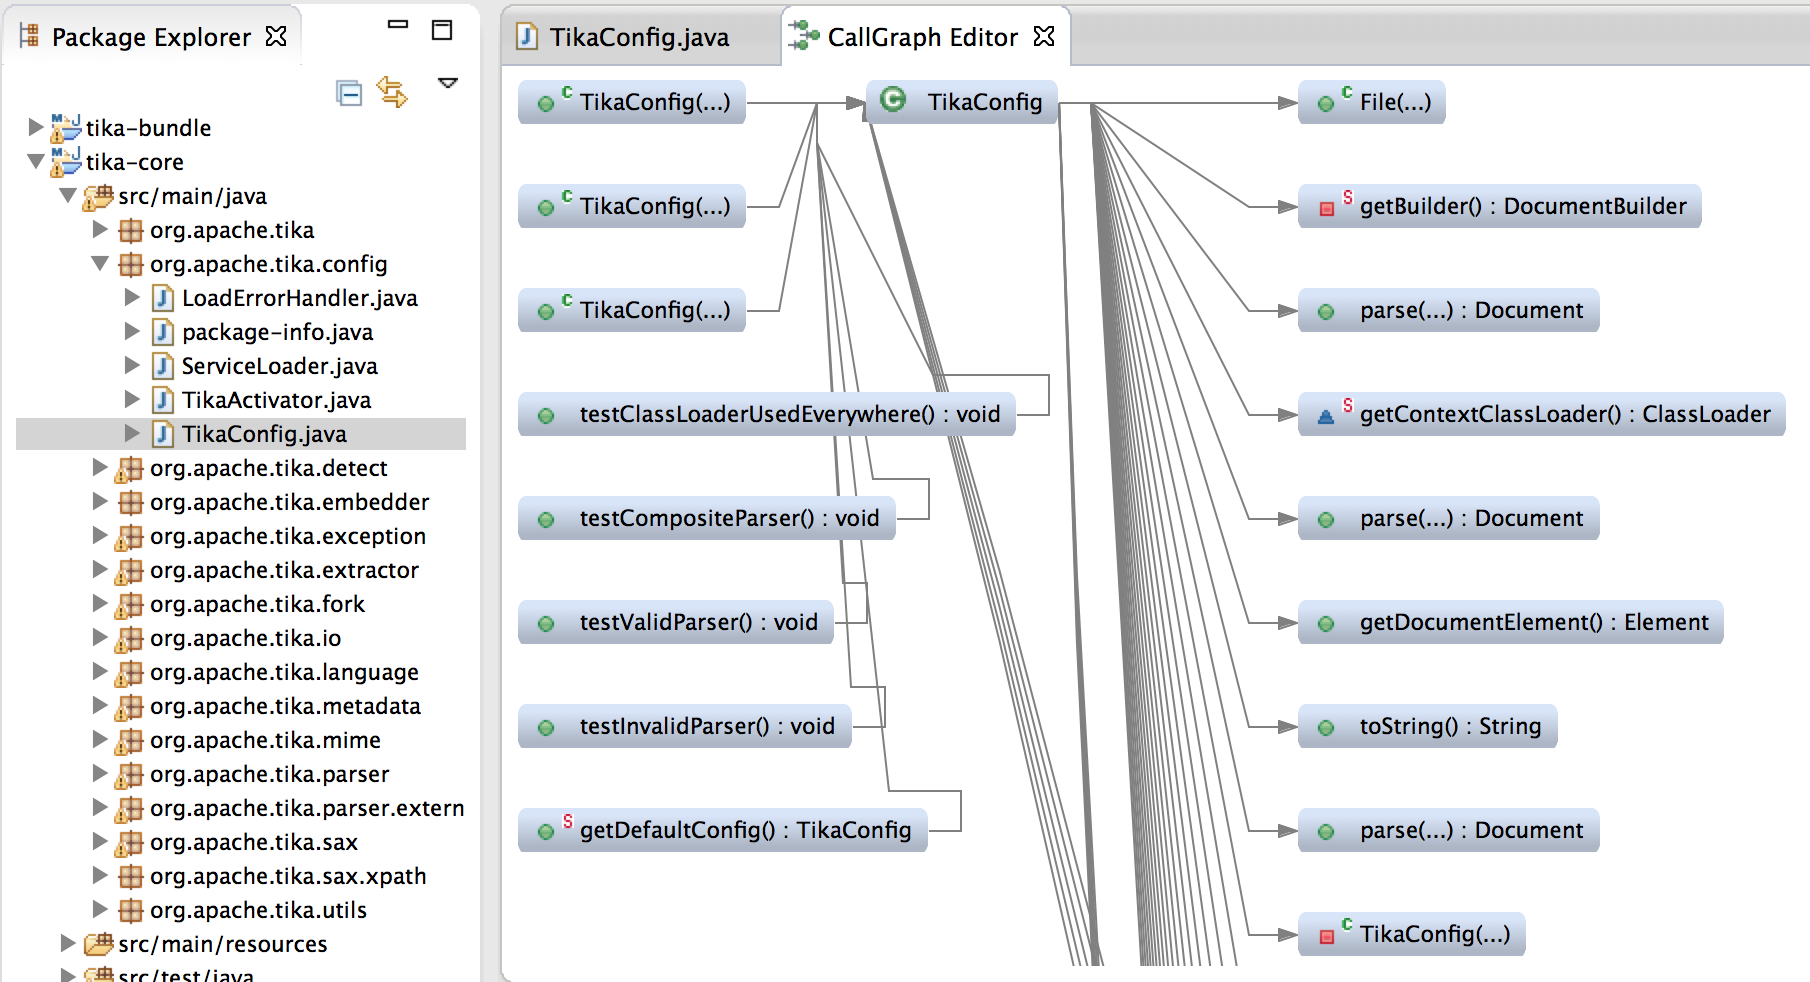 Package Explorer
tika-bundle
tika-core
src/main/java
org.apache.tika
org.apache.tika.config
LoadErrorHandler.java
package-info.java
ServiceLoader.java
TikaActivator.java
TikaConfig.java
org.apache.tika.detect
org.apache.tika.embedder
org.apache.tika.exception
org.apache.tika.extractor
org.apache.tika.fork
org.apache.tika.io
org.apache.tika.language
org.apache.tika.metadata
org.apache.tika.mime
org.apache.tika.parser
org.apache.tika.parser.extern
org.apache.tika.sax
org.apache.tika.sax.xpath
org.apache.tika.utils
src/main/resources
src/test/java
TikaConfig.java
CallGraph Editor
TikaConfig(...)
TikaConfig(...)
TikaConfig(...)
testClassLoaderUsedEverywhere() : void
testCompositeParser() : void
testValidParser() : void
testInvalidParser() : void
getDefaultConfig() : TikaConfig
TikaConfig
File(...)
getBuilder() : DocumentBuilder
parse(...) : Document
getContextClassLoader() : ClassLoader
parse(...) : Document
getDocumentElement() : Element
toString() : String
parse(...) : Document
TikaConfig(...)